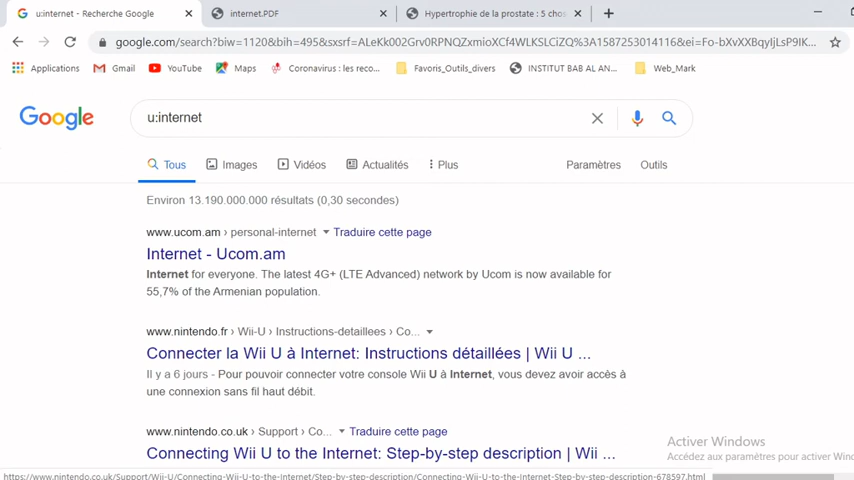 u:internet - Recherche Google
internet.PDF
Hypertrophie de la prostate : 5 chos
google.com/search?biw=1120&bih=495&sxsrf=ALeKk002Grv0RPNQZxmioXCf4WLKSLCiZQ%3A1587253014116&ei=Fo-bXvXXBqyIjLsP9IK...
Applications
Gmail
YouTube
Maps
Coronavirus : les reco...
Favoris_Outils_divers
INSTITUT BAB AL AN...
Web_Mark
Google
u:internet
Tous
Images
Vidéos
Actualités
Plus
Paramètres
Outils
Environ 13.190.000.000 résultats (0,30 secondes)
www.ucom.am › personal-internet ▼ Traduire cette page
Internet - Ucom.am
Internet for everyone. The latest 4G+ (LTE Advanced) network by Ucom is now available for
55,7% of the Armenian population.
www.nintendo.fr › Wii-U › Instructions-detaillees › Co... ▼
Connecter la Wii U à Internet: Instructions détaillées | Wii U ...
Il y a 6 jours - Pour pouvoir connecter votre console Wii U à Internet, vous devez avoir accès à
une connexion sans fil haut débit.
www.nintendo.co.uk › Support › Co... ▼ Traduire cette page
Connecting Wii U to the Internet: Step-by-step description | Wii ...
Activer Windows
Accédez aux paramètres pour activer Wind
https://www.nintendo.co.uk/Support/Wii-U/Connecting-Wii-U-to-the-Internet/Step-by-step-description/Connecting-Wii-U-to-the-Internet-Step-by-step-description-678597.html